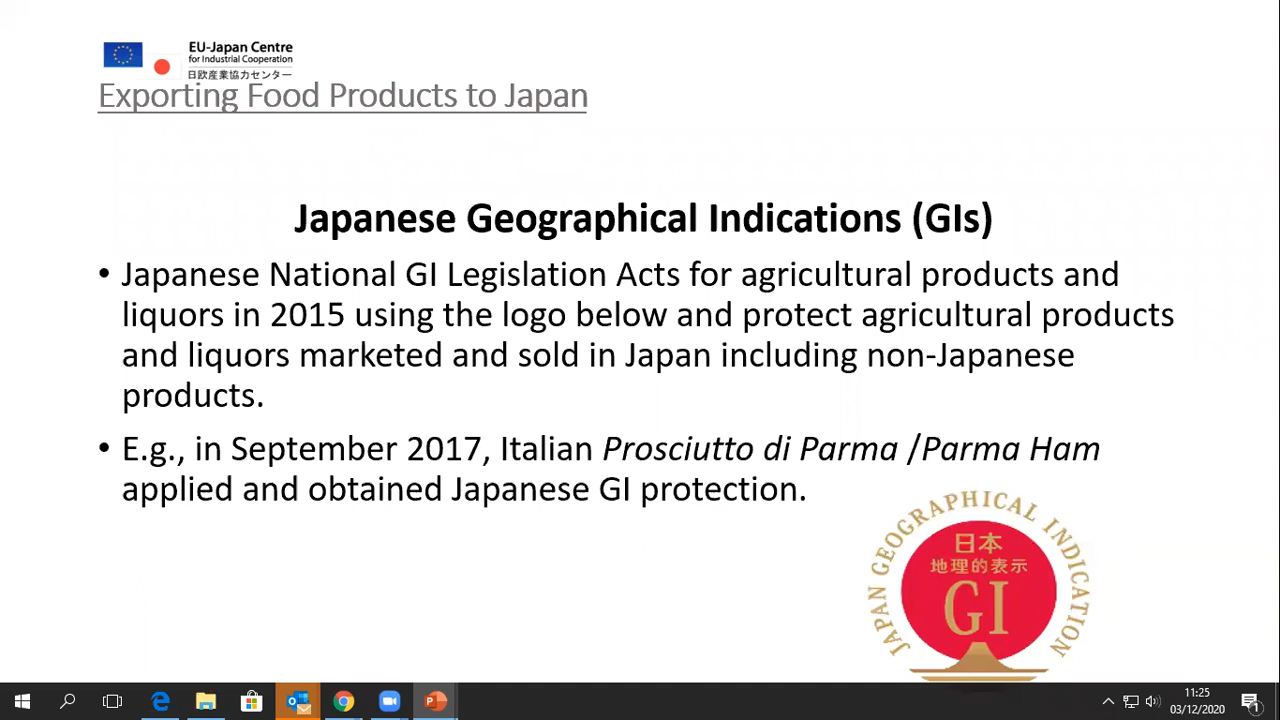 EU-Japan Centre
for Industrial Cooperation
日欧産業協力センター
Exporting Food Products to Japan
Japanese Geographical Indications (GIs)
• Japanese National GI Legislation Acts for agricultural products and
liquors in 2015 using the logo below and protect agricultural products
and liquors marketed and sold in Japan including non-Japanese
products.
• E.g., in September 2017, Italian Prosciutto di Parma /Parma Ham
applied and obtained Japanese GI protection.
JAPAN GEOGRAPHICAL INDICATION
日本
地理的表示
GI
11:25
03/12/2020
1